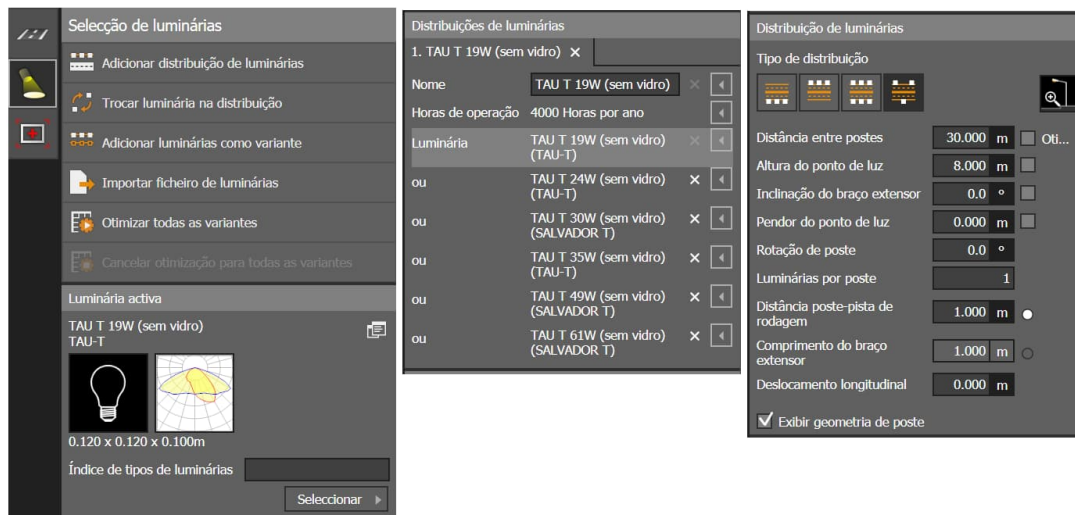 Selecção de luminárias
Adicionar distribuição de luminárias
Trocar luminária na distribuição
Adicionar luminárias como variante
Importar ficheiro de luminárias
Otimizar todas as variantes
Cancelar otimização para todas as variantes
Luminária activa
TAU T 19W (sem vidro)
TAU-T
0.120 x 0.120 x 0.100m
Índice de tipos de luminárias
Seleccionar
Distribuições de luminárias
1. TAU T 19W (sem vidro)
Nome TAU T 19W (sem vidro)
Horas de operação 4000 Horas por ano
Luminária TAU T 19W (sem vidro)
(TAU-T)
ou TAU T 24W (sem vidro)
(TAU-T)
ou TAU T 30W (sem vidro)
(SALVADOR T)
ou TAU T 35W (sem vidro)
(TAU-T)
ou TAU T 49W (sem vidro)
(SALVADOR T)
ou TAU T 61W (sem vidro)
(SALVADOR T)
Distribuição de luminárias
Tipo de distribuição
Distância entre postes 30.000 m Oti...
Altura do ponto de luz 8.000 m
Inclinação do braço extensor 0.0 °
Pendor do ponto de luz 0.000 m
Rotação de poste 0.0 °
Luminárias por poste 1
Distância poste-pista de
rodagem 1.000 m
Comprimento do braço
extensor 1.000 m
Deslocamento longitudinal 0.000 m
Exibir geometria de poste